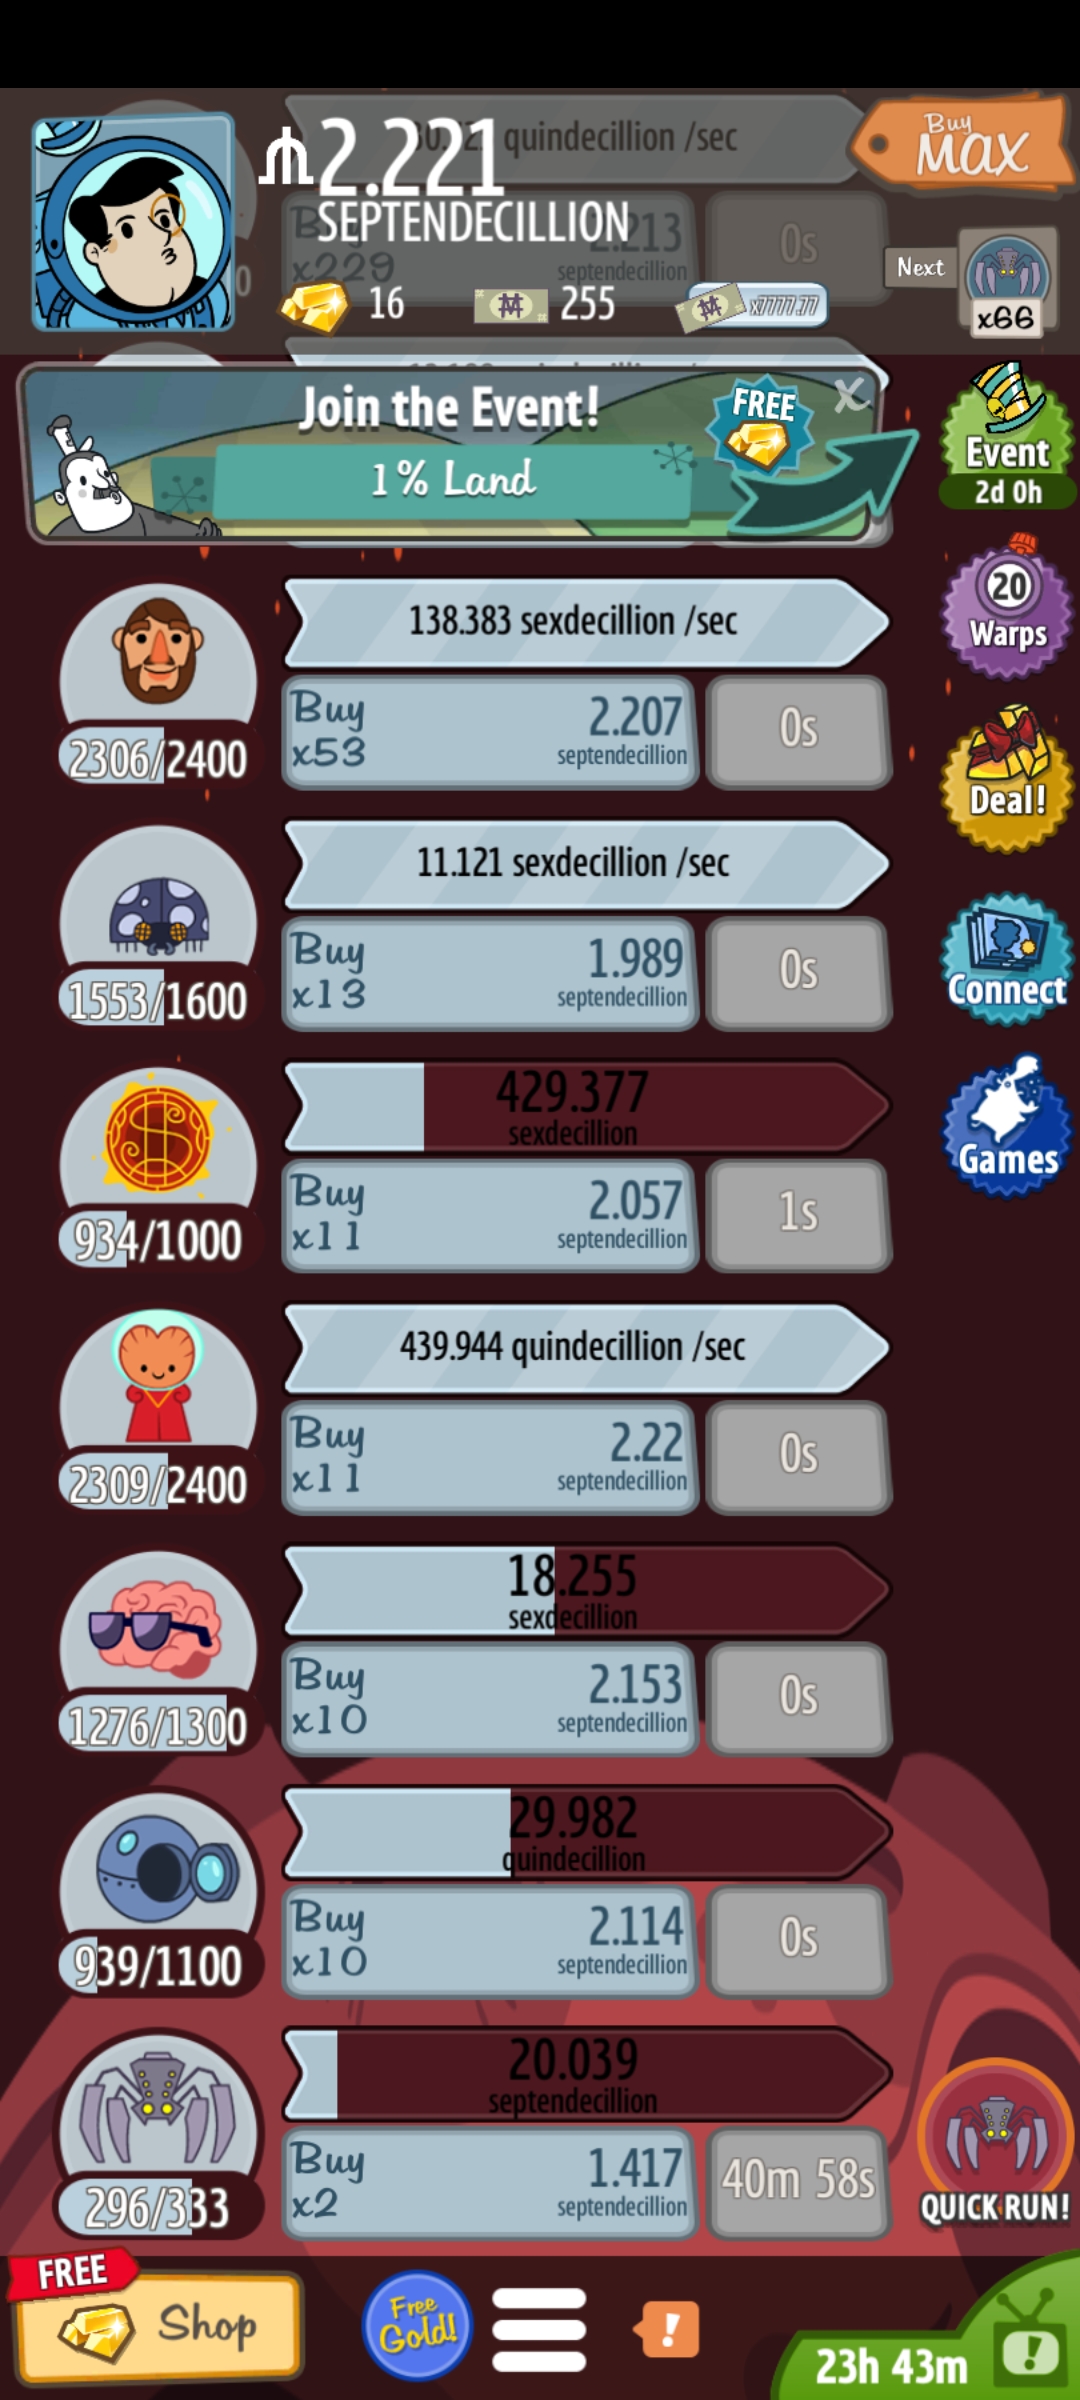 2.221
SEPTENDECILLION
quindecillion /sec
Buy
MAX
Buy
x229
2.213
septendecillion
0s
Next
x66
16
255
x7777.77
Join the Event!
1% Land
FREE
X
Event
2d 0h
138.383 sexdecillion /sec
Buy
x53
2.207
septendecillion
0s
2306/2400
20
Warps
Deal!
11.121 sexdecillion /sec
Buy
x13
1.989
septendecillion
0s
1553/1600
Connect
429.377
sexdecillion
Buy
x11
2.057
septendecillion
1s
934/1000
Games
439.944 quindecillion /sec
Buy
x11
2.22
septendecillion
0s
2309/2400
18.255
sexdecillion
Buy
x10
2.153
septendecillion
0s
1276/1300
29.982
quindecillion
Buy
x10
2.114
septendecillion
0s
939/1100
20.039
septendecillion
Buy
x2
1.417
septendecillion
40m 58s
296/333
QUICK RUN!
FREE
Shop
Free
Gold!
!
23h 43m
!